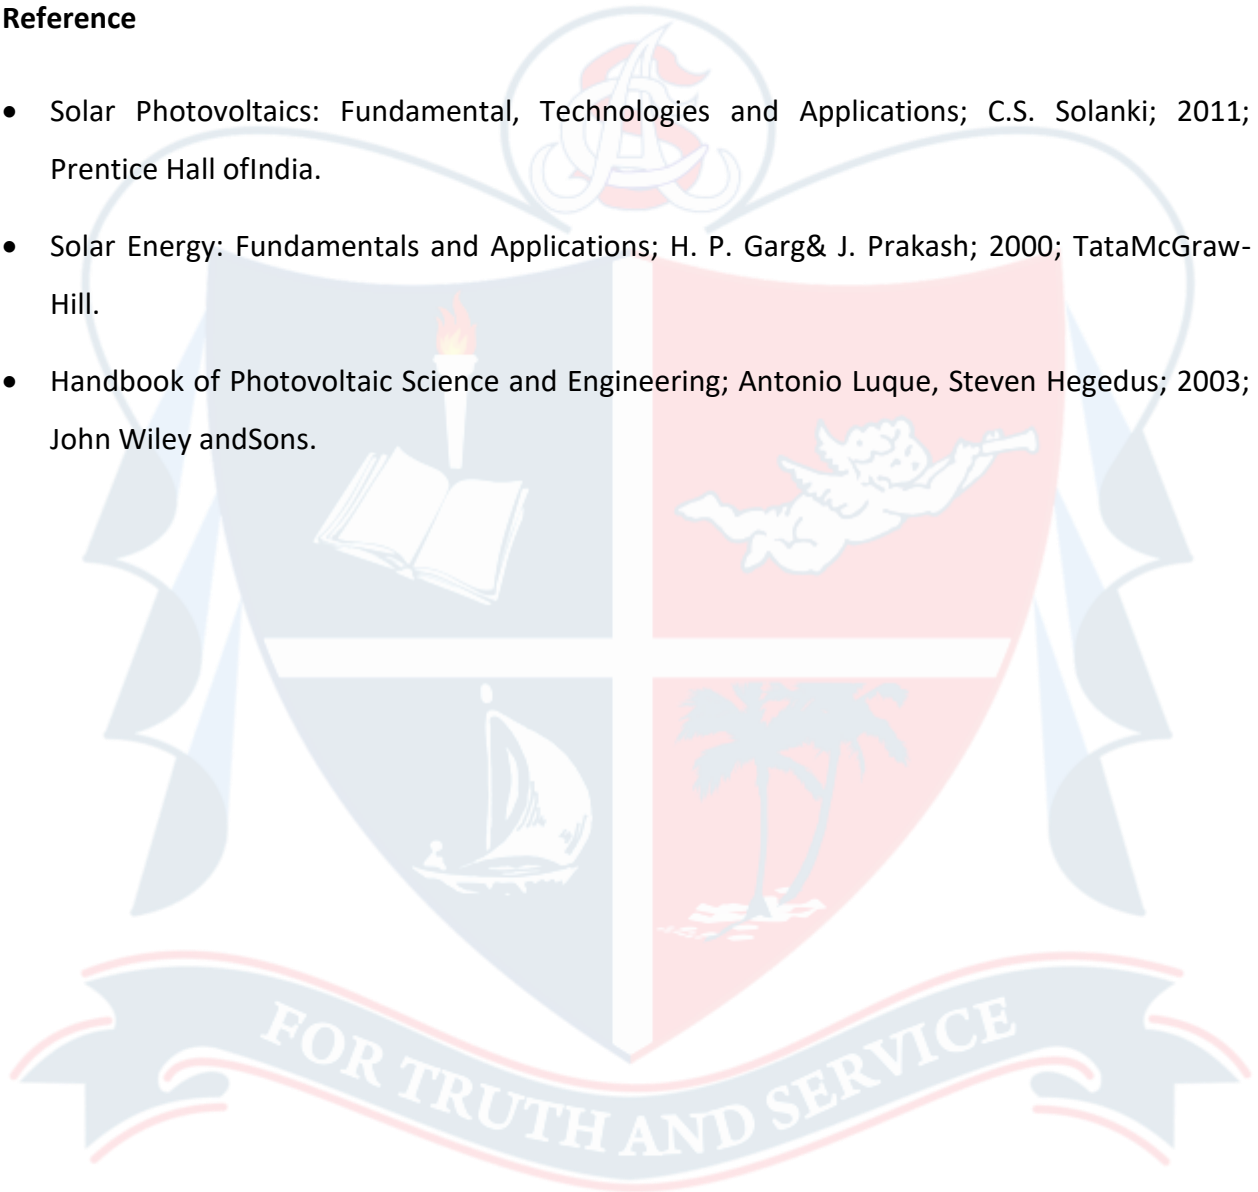 Reference
• Solar Photovoltaics: Fundamental, Technologies and Applications; C.S. Solanki; 2011;
Prentice Hall ofIndia.
• Solar Energy: Fundamentals and Applications; H. P. Garg& J. Prakash; 2000; TataMcGraw-
Hill.
• Handbook of Photovoltaic Science and Engineering; Antonio Luque, Steven Hegedus; 2003;
John Wiley andSons.
FOR TRUTH AND SERVICE